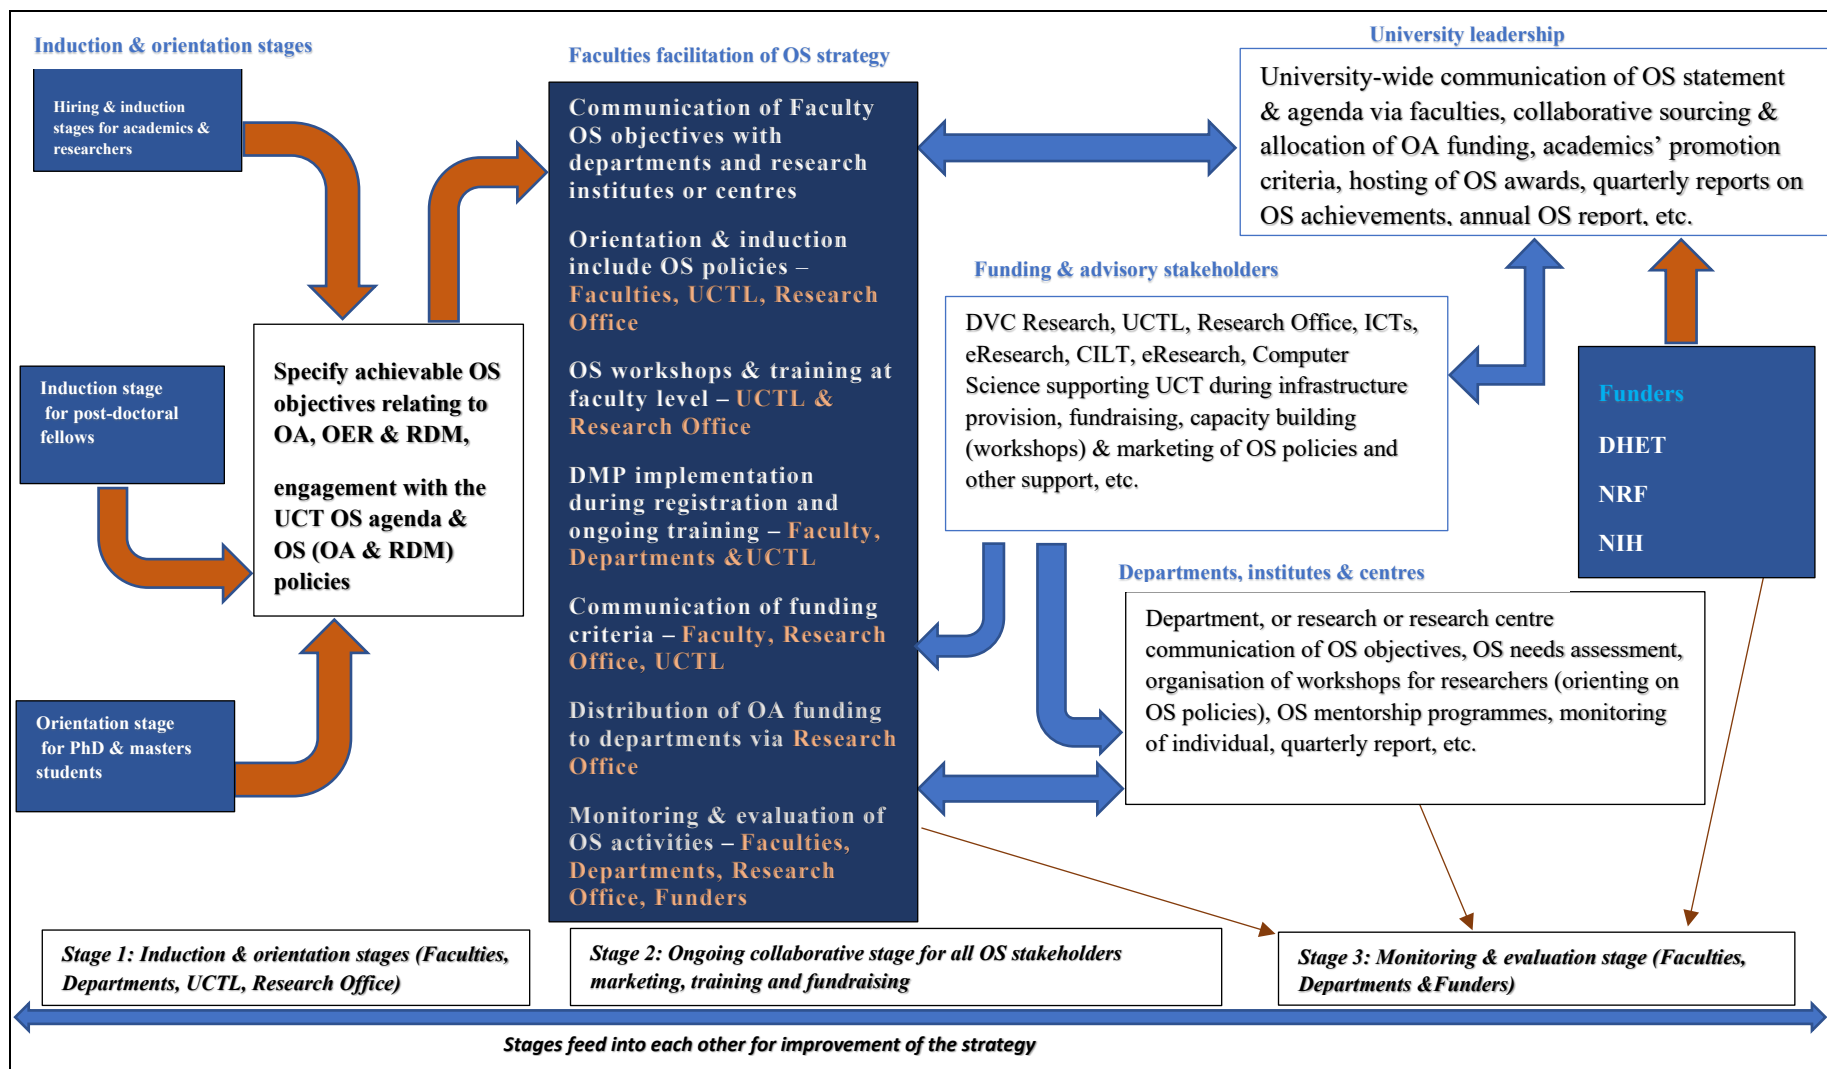 Induction & orientation stages
Hiring & induction
stages for academics &
researchers
Induction stage
for post-doctoral
fellows
Orientation stage
for PhD & masters
students
Specify achievable OS
objectives relating to
OA, OER & RDM,
engagement with the
UCT OS agenda &
OS (OA & RDM)
policies
Faculties facilitation of OS strategy
Communication of Faculty
OS objectives with
departments and research
institutes or centres
Orientation & induction
include OS policies –
Faculties, UCTL, Research
Office
OS workshops & training at
faculty level – UCTL &
Research Office
DMP implementation
during registration and
ongoing training – Faculty,
Departments &UCTL
Communication of funding
criteria – Faculty, Research
Office, UCTL
Distribution of OA funding
to departments via Research
Office
Monitoring & evaluation of
OS activities – Faculties,
Departments, Research
Office, Funders
University leadership
University-wide communication of OS statement
& agenda via faculties, collaborative sourcing &
allocation of OA funding, academics’ promotion
criteria, hosting of OS awards, quarterly reports on
OS achievements, annual OS report, etc.
Funding & advisory stakeholders
DVC Research, UCTL, Research Office, ICTs,
eResearch, CILT, eResearch, Computer
Science supporting UCT during infrastructure
provision, fundraising, capacity building
(workshops) & marketing of OS policies and
other support, etc.
Funders
DHET
NRF
NIH
Departments, institutes & centres
Department, or research or research centre
communication of OS objectives, OS needs assessment,
organisation of workshops for researchers (orienting on
OS policies), OS mentorship programmes, monitoring
of individual, quarterly report, etc.
Stage 1: Induction & orientation stages (Faculties,
Departments, UCTL, Research Office)
Stage 2: Ongoing collaborative stage for all OS stakeholders
marketing, training and fundraising
Stage 3: Monitoring & evaluation stage (Faculties,
Departments &Funders)
Stages feed into each other for improvement of the strategy